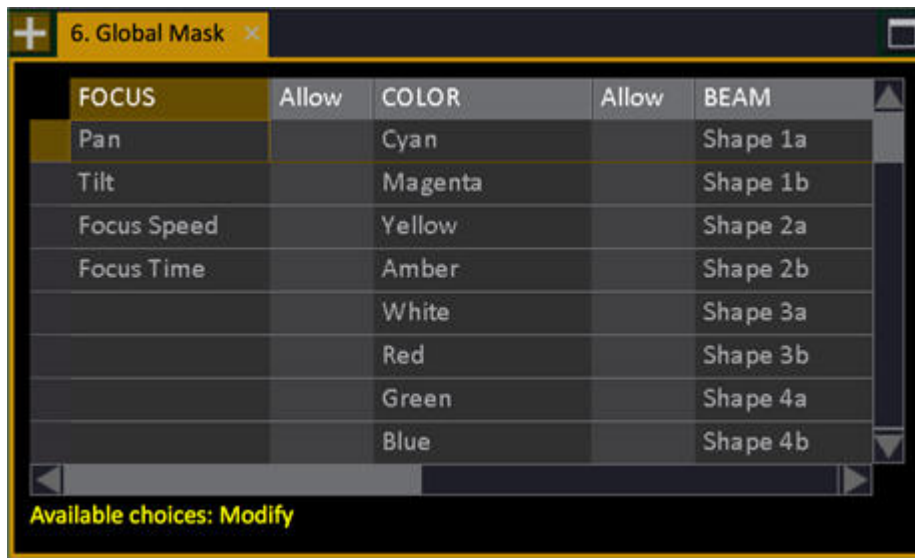 6. Global Mask ×
FOCUS Allow COLOR Allow BEAM
Pan Cyan Shape 1a
Tilt Magenta Shape 1b
Focus Speed Yellow Shape 2a
Focus Time Amber Shape 2b
White Shape 3a
Red Shape 3b
Green Shape 4a
Blue Shape 4b
Available choices: Modify